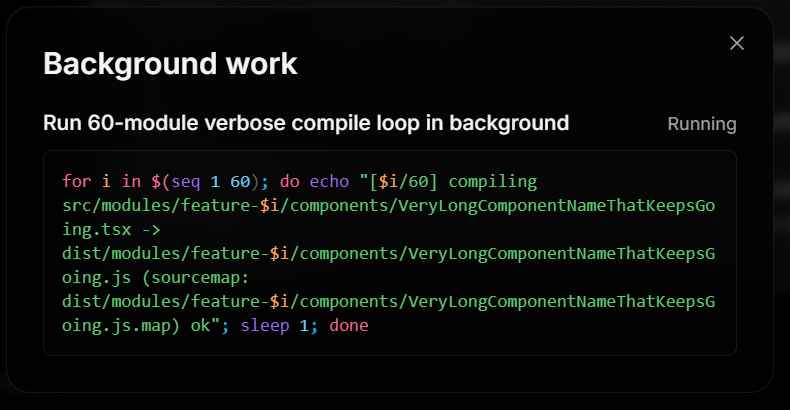 Background work
Run 60-module verbose compile loop in background
Running
for i in $(seq 1 60); do echo "[$i/60] compiling
src/modules/feature-$i/components/VeryLongComponentNameThatKeepsGo
ing.tsx ->
dist/modules/feature-$i/components/VeryLongComponentNameThatKeepsG
oing.js (sourcemap:
dist/modules/feature-$i/components/VeryLongComponentNameThatKeepsG
oing.js.map) ok"; sleep 1; done